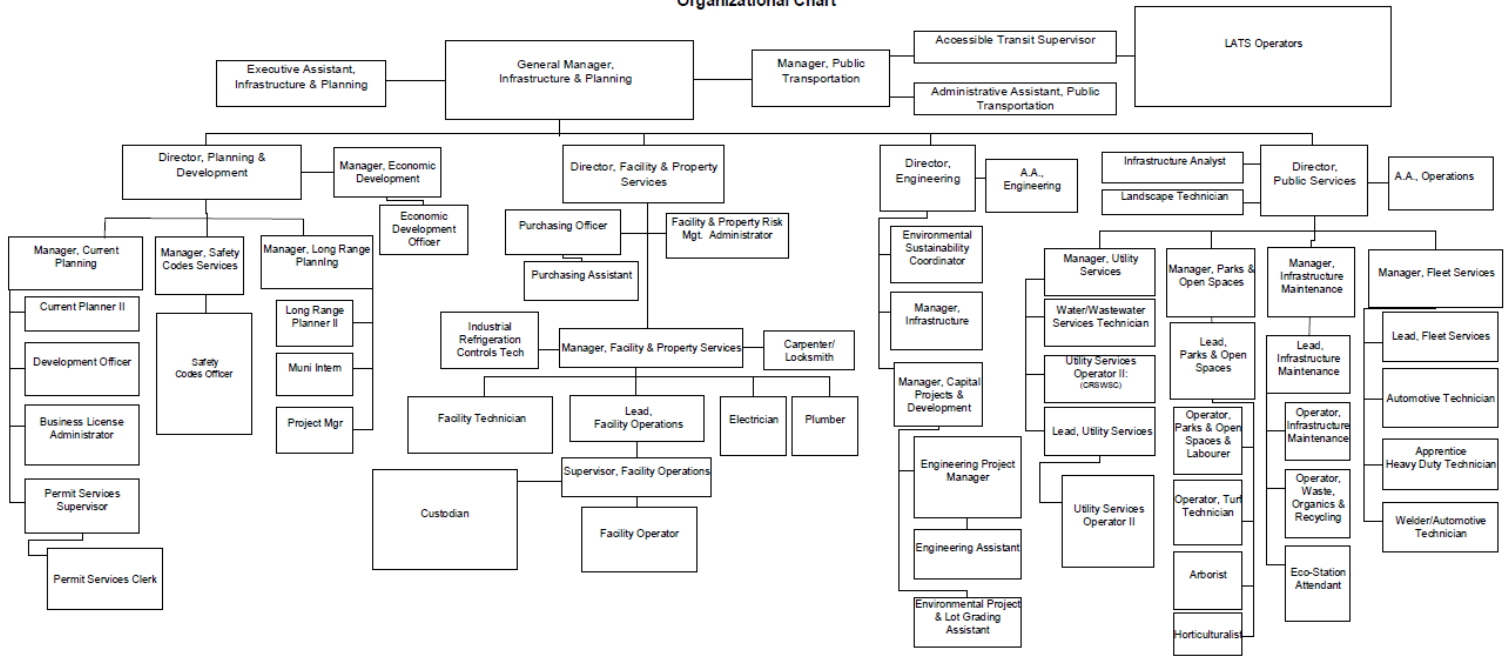 Organizational Chart
Executive Assistant,
Infrastructure & Planning
General Manager,
Infrastructure & Planning
Manager, Public
Transportation
Accessible Transit Supervisor
Administrative Assistant, Public
Transportation
LATS Operators
Director, Planning &
Development
Manager, Economic
Development
Economic
Development
Officer
Manager, Current
Planning
Current Planner II
Development Officer
Business License
Administrator
Permit Services
Supervisor
Permit Services Clerk
Manager, Safety
Codes Services
Safety
Codes Officer
Manager, Long Range
Planning
Long Range
Planner II
Muni Intern
Project Mgr
Director, Facility & Property
Services
Purchasing Officer
Purchasing Assistant
Facility & Property Risk
Mgt. Administrator
Industrial
Refrigeration
Controls Tech
Manager, Facility & Property Services
Carpenter/
Locksmith
Facility Technician
Lead,
Facility Operations
Electrician
Plumber
Supervisor, Facility Operations
Custodian
Facility Operator
Director,
Engineering
A.A.,
Engineering
Environmental
Sustainability
Coordinator
Manager,
Infrastructure
Manager, Capital
Projects &
Development
Engineering Project
Manager
Engineering Assistant
Environmental Project
& Lot Grading
Assistant
Infrastructure Analyst
Landscape Technician
Director,
Public Services
A.A., Operations
Manager, Utility
Services
Water/Wastewater
Services Technician
Utility Services
Operator II:
(CRSWSC)
Lead, Utility Services
Utility Services
Operator II
Manager, Parks &
Open Spaces
Lead,
Parks & Open
Spaces
Operator,
Parks & Open
Spaces &
Labourer
Operator, Turf
Technician
Arborist
Horticulturalist
Manager,
Infrastructure
Maintenance
Lead,
Infrastructure
Maintenance
Operator,
Infrastructure
Maintenance
Operator,
Waste,
Organics &
Recycling
Eco-Station
Attendant
Manager, Fleet Services
Lead, Fleet Services
Automotive Technician
Apprentice
Heavy Duty Technician
Welder/Automotive
Technician